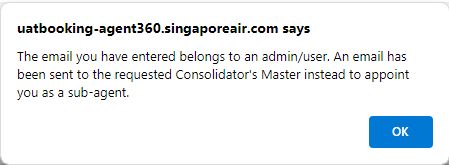 uatbooking-agent360.singaporeair.com says
The email you have entered belongs to an admin/user. An email has
been sent to the requested Consolidator's Master instead to appoint
you as a sub-agent.
OK